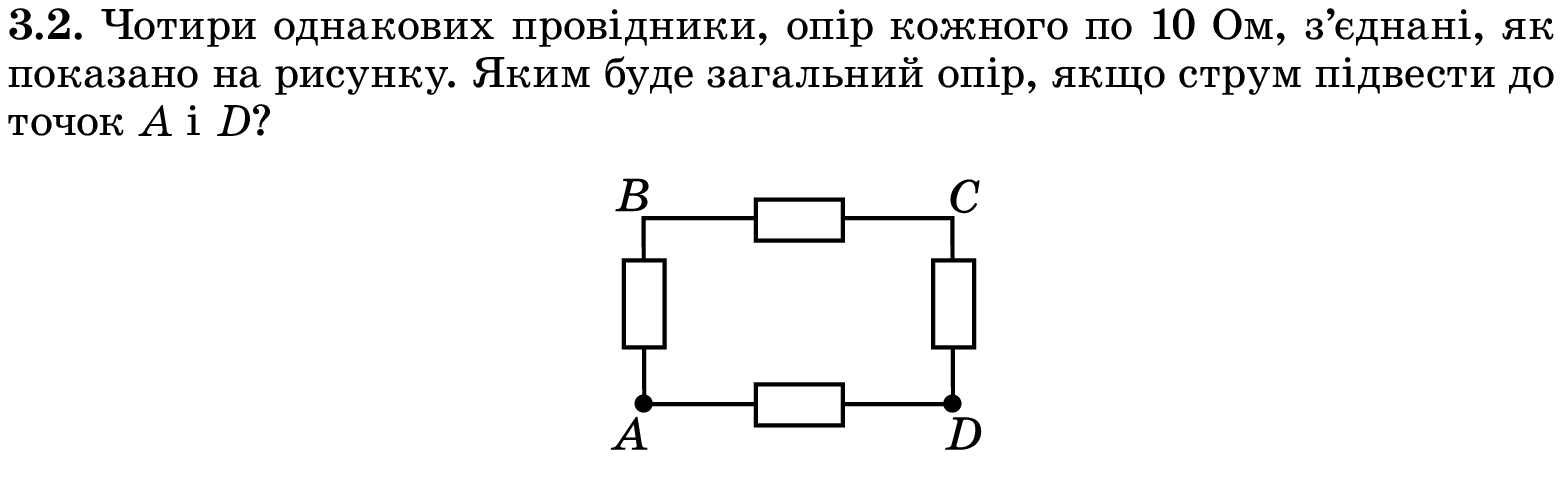 3.2. Чотири однакових провідники, опір кожного по 10 Ом, з’єднані, як
показано на рисунку. Яким буде загальний опір, якщо струм підвести до
точок A і D?
B
C
A
D